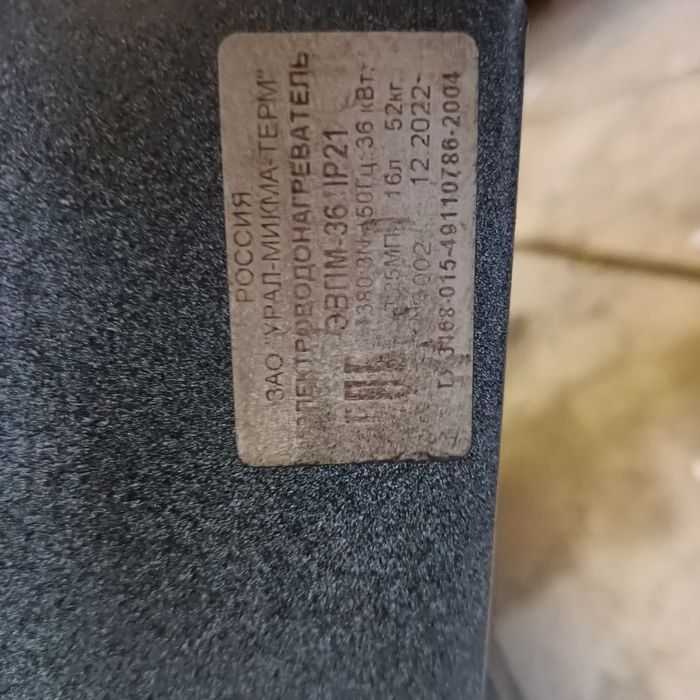 РОССИЯ
ЗАО "УРАЛ-МИКМА-ТЕРМ"
ЭЛЕКТРОВОДОНАГРЕВАТЕЛЬ
ЭВПМ-36 IP21
380/3N 50Гц 36 кВт
16л 52кг
002 12.2022
ТУ 3468-015-49110786-2004